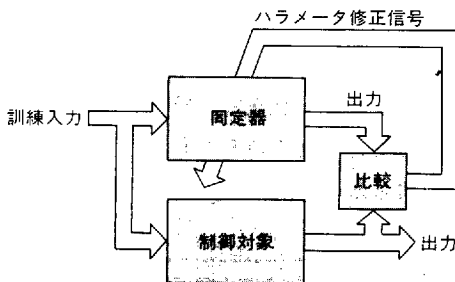 ハラメータ修正信号
出力
訓練入力
同定器
比較
制御対象
出力